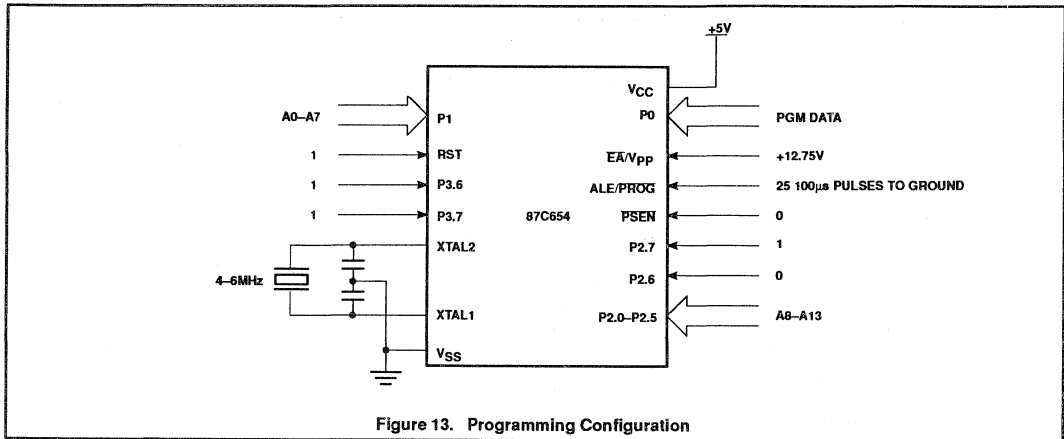 +5V
VCC
A0–A7
P1
P0
PGM DATA
1
RST
EA/VPP
+12.75V
1
P3.6
ALE/PROG
25 100µs PULSES TO GROUND
1
P3.7
87C654
PSEN
0
XTAL2
P2.7
1
4–6MHz
P2.6
0
XTAL1
P2.0–P2.5
A8–A13
VSS
Figure 13. Programming Configuration